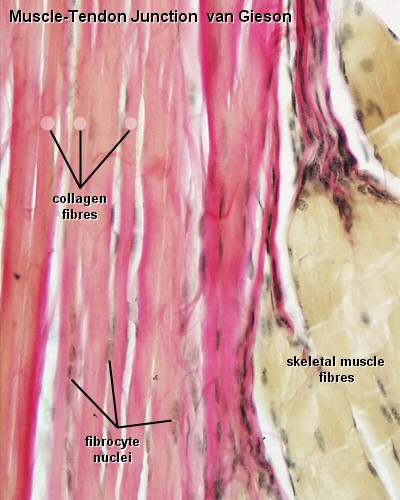 Muscle-Tendon Junction van Gieson
collagen
fibres
skeletal muscle
fibres
fibrocyte
nuclei